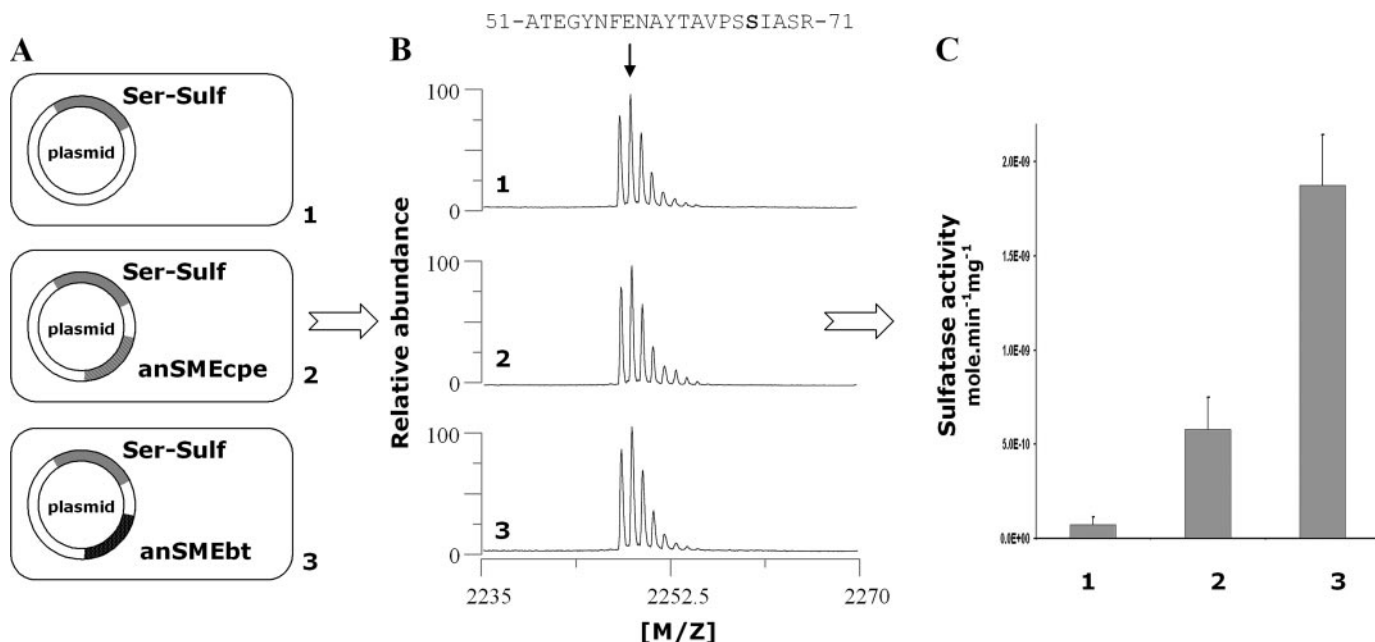 51-ATEGYNFENAYTAVPSSIASR-71
A
Ser-Sulf
plasmid
1
Ser-Sulf
plasmid
anSMEcpe
2
Ser-Sulf
plasmid
anSMEbt
3
B
Relative abundance
100
0
1
100
0
2
100
0
3
2235
2252.5
2270
[M/Z]
C
Sulfatase activity
mole.min⁻¹mg⁻¹
2.0E-09
1.5E-09
1.0E-09
5.0E-10
0.0E+00
1
2
3